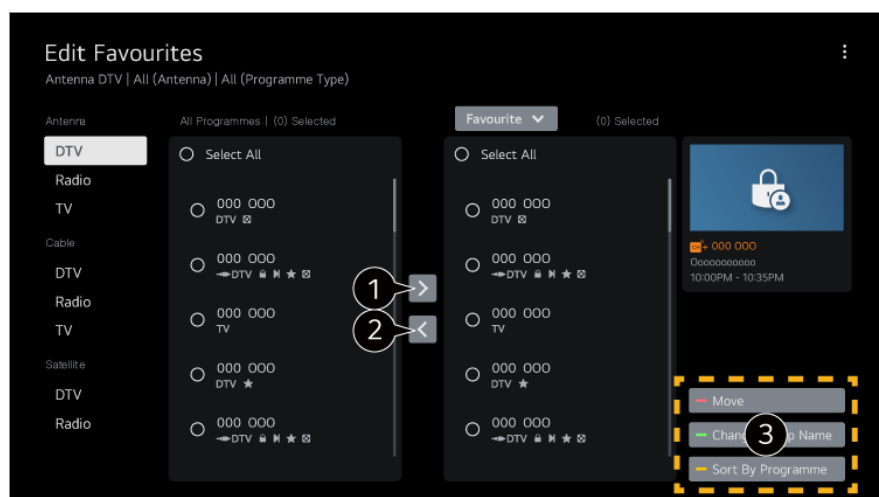 Edit Favourites
Antenna DTV | All (Antenna) | All (Programme Type)
Antenna
DTV
Radio
TV
Cable
DTV
Radio
TV
Satellite
DTV
Radio
All Programmes | (0) Selected
Select All
000 000
DTV
000 000
DTV
000 000
TV
000 000
DTV
000 000
DTV
1
2
Favourite
(0) Selected
Select All
000 000
DTV
000 000
DTV
000 000
TV
000 000
DTV
000 000
DTV
CH+ 000 000
Oooooooooo
10:00PM - 10:35PM
Move
3
Name
Sort By Programme